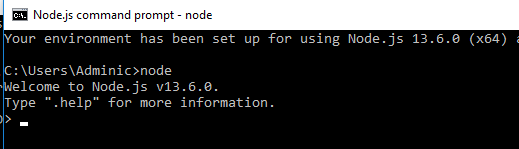 Node.js command prompt - node
Your environment has been set up for using Node.js 13.6.0 (x64)
C:\Users\Adminic>node
Welcome to Node.js v13.6.0.
Type ".help" for more information.
>